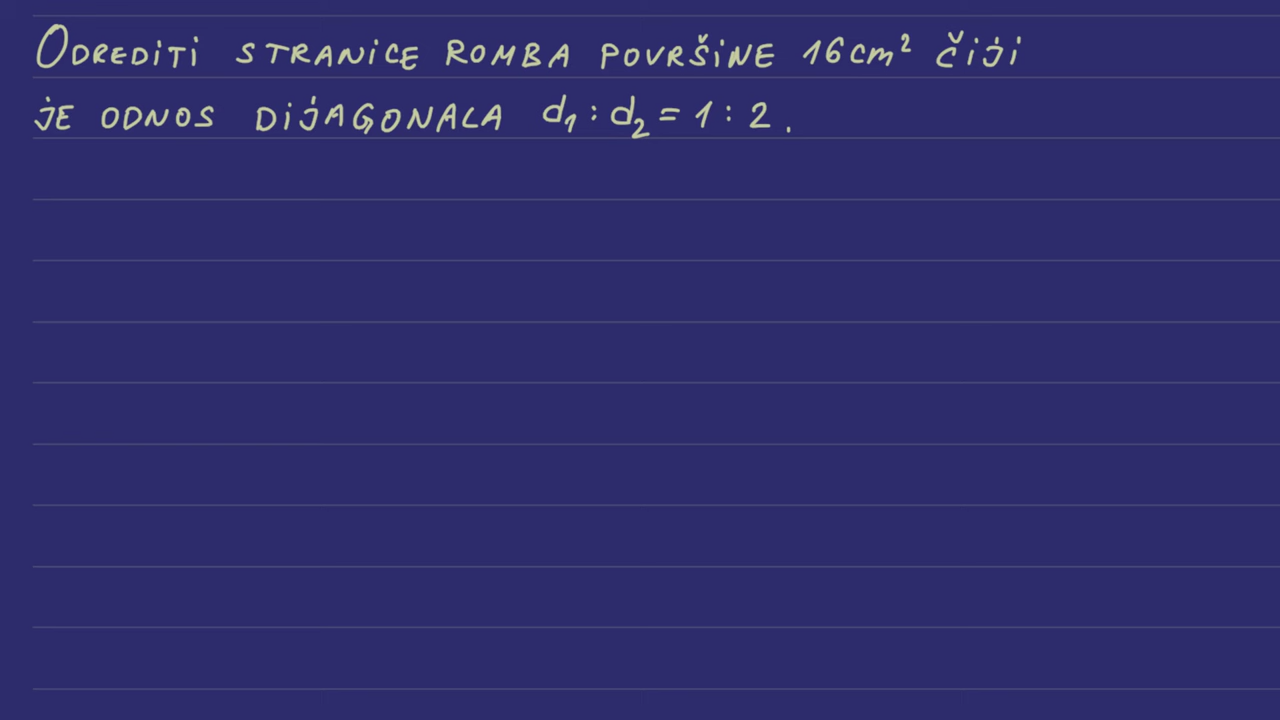 ODREDITI STRANICE ROMBA POVRŠINE 16cm² ČIJI
JE ODNOS DIJAGONALA d₁ : d₂ = 1 : 2 .